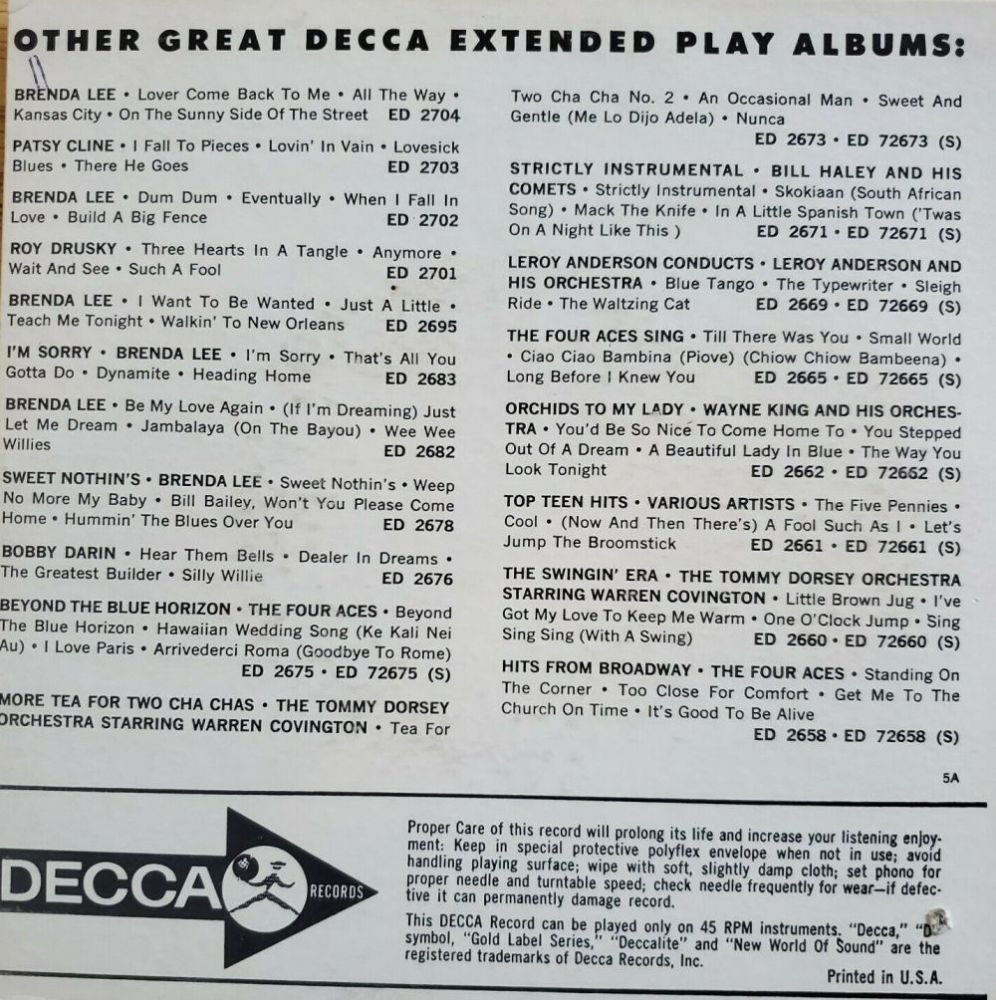 OTHER GREAT DECCA EXTENDED PLAY ALBUMS:
BRENDA LEE • Lover Come Back To Me • All The Way •
Kansas City • On The Sunny Side Of The Street ED 2704
PATSY CLINE • I Fall To Pieces • Lovin' In Vain • Lovesick
Blues • There He Goes ED 2703
BRENDA LEE • Dum Dum • Eventually • When I Fall In
Love • Build A Big Fence ED 2702
ROY DRUSKY • Three Hearts In A Tangle • Anymore •
Wait And See • Such A Fool ED 2701
BRENDA LEE • I Want To Be Wanted • Just A Little •
Teach Me Tonight • Walkin' To New Orleans ED 2695
I'M SORRY • BRENDA LEE • I'm Sorry • That's All You
Gotta Do • Dynamite • Heading Home ED 2683
BRENDA LEE • Be My Love Again • (If I'm Dreaming) Just
Let Me Dream • Jambalaya (On The Bayou) • Wee Wee
Willies ED 2682
SWEET NOTHIN'S • BRENDA LEE • Sweet Nothin's • Weep
No More My Baby • Bill Bailey, Won't You Please Come
Home • Hummin' The Blues Over You ED 2678
BOBBY DARIN • Hear Them Bells • Dealer In Dreams •
The Greatest Builder • Silly Willie ED 2676
BEYOND THE BLUE HORIZON • THE FOUR ACES • Beyond
The Blue Horizon • Hawaiian Wedding Song (Ke Kali Nei
Au) • I Love Paris • Arrivederci Roma (Goodbye To Rome)
ED 2675 • ED 72675 (S)
MORE TEA FOR TWO CHA CHAS • THE TOMMY DORSEY
ORCHESTRA STARRING WARREN COVINGTON • Tea For
Two Cha Cha No. 2 • An Occasional Man • Sweet And
Gentle (Me Lo Dijo Adela) • Nunca
ED 2673 • ED 72673 (S)
STRICTLY INSTRUMENTAL • BILL HALEY AND HIS
COMETS • Strictly Instrumental • Skokiaan (South African
Song) • Mack The Knife • In A Little Spanish Town ('Twas
On A Night Like This ) ED 2671 • ED 72671 (S)
LEROY ANDERSON CONDUCTS • LEROY ANDERSON AND
HIS ORCHESTRA • Blue Tango • The Typewriter • Sleigh
Ride • The Waltzing Cat ED 2669 • ED 72669 (S)
THE FOUR ACES SING • Till There Was You • Small World
• Ciao Ciao Bambina (Piove) (Chiow Chiow Bambeena) •
Long Before I Knew You ED 2665 • ED 72665 (S)
ORCHIDS TO MY LADY • WAYNE KING AND HIS ORCHES-
TRA • You'd Be So Nice To Come Home To • You Stepped
Out Of A Dream • A Beautiful Lady In Blue • The Way You
Look Tonight ED 2662 • ED 72662 (S)
TOP TEEN HITS • VARIOUS ARTISTS • The Five Pennies •
Cool • (Now And Then There's) A Fool Such As I • Let's
Jump The Broomstick ED 2661 • ED 72661 (S)
THE SWINGIN' ERA • THE TOMMY DORSEY ORCHESTRA
STARRING WARREN COVINGTON • Little Brown Jug • I've
Got My Love To Keep Me Warm • One O'Clock Jump • Sing
Sing Sing (With A Swing) ED 2660 • ED 72660 (S)
HITS FROM BROADWAY • THE FOUR ACES • Standing On
The Corner • Too Close For Comfort • Get Me To The
Church On Time • It's Good To Be Alive
ED 2658 • ED 72658 (S)
5A
DECCA RECORDS
Proper Care of this record will prolong its life and increase your listening enjoy-
ment: Keep in special protective polyflex envelope when not in use; avoid
handling playing surface; wipe with soft, slightly damp cloth; set phono for
proper needle and turntable speed; check needle frequently for wear—if defec-
tive it can permanently damage record.
This DECCA Record can be played only on 45 RPM instruments. "Decca," "D
symbol, "Gold Label Series," "Deccalite" and "New World Of Sound" are the
registered trademarks of Decca Records, Inc.
Printed in U.S.A.